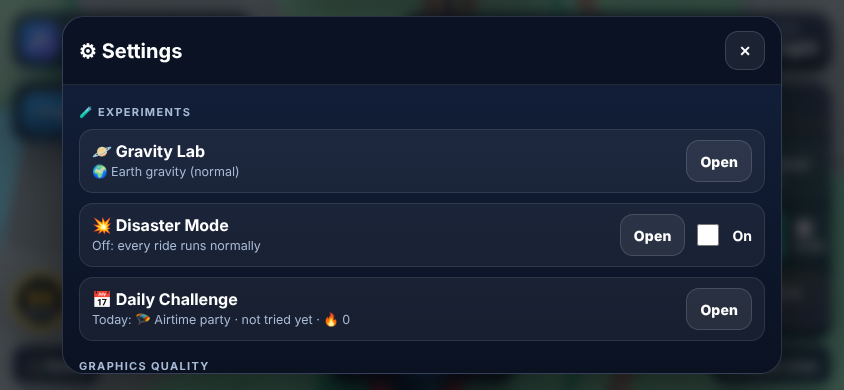 ⚙ Settings
×
🧪 EXPERIMENTS
🪐 Gravity Lab
🌍 Earth gravity (normal)
Open
💥 Disaster Mode
Off: every ride runs normally
Open
On
📅 Daily Challenge
Today: 🪂 Airtime party · not tried yet · 🔥 0
Open
GRAPHICS QUALITY